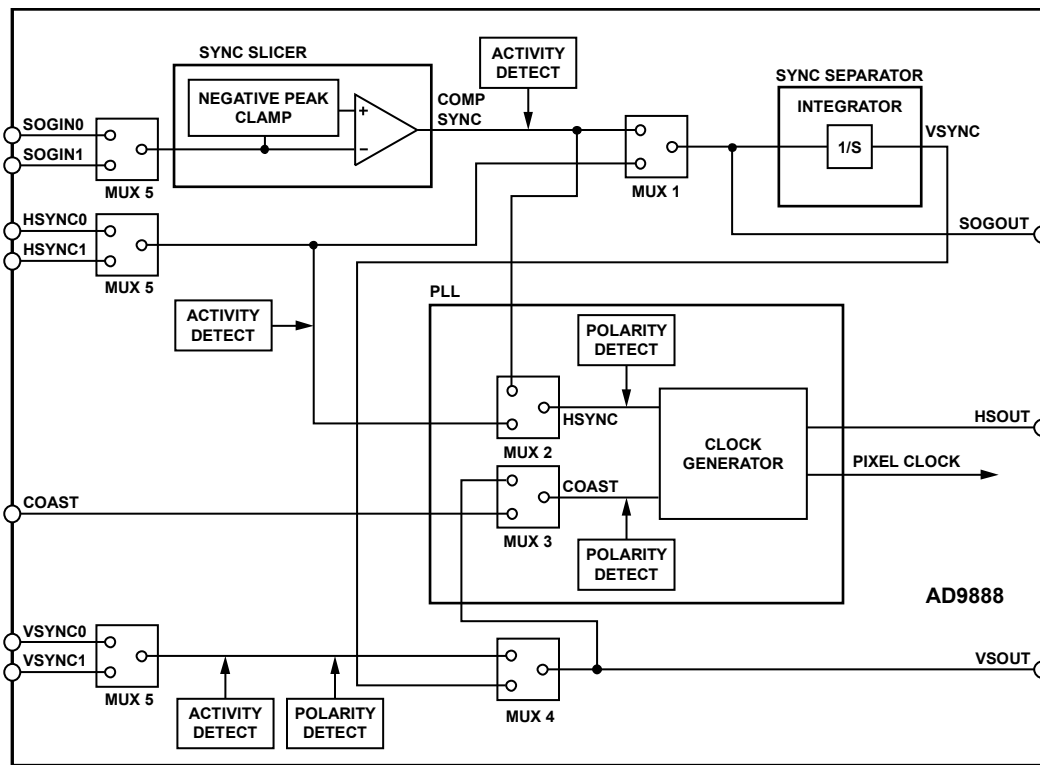 SYNC SLICER
NEGATIVE PEAK
CLAMP
+
−
ACTIVITY
DETECT
COMP
SYNC
SYNC SEPARATOR
INTEGRATOR
1/S
VSYNC
SOGIN0
SOGIN1
MUX 5
MUX 1
HSYNC0
HSYNC1
MUX 5
SOGOUT
ACTIVITY
DETECT
PLL
POLARITY
DETECT
HSYNC
MUX 2
CLOCK
GENERATOR
HSOUT
PIXEL CLOCK
COAST
COAST
MUX 3
POLARITY
DETECT
AD9888
VSYNC0
VSYNC1
MUX 5
ACTIVITY
DETECT
POLARITY
DETECT
MUX 4
VSOUT